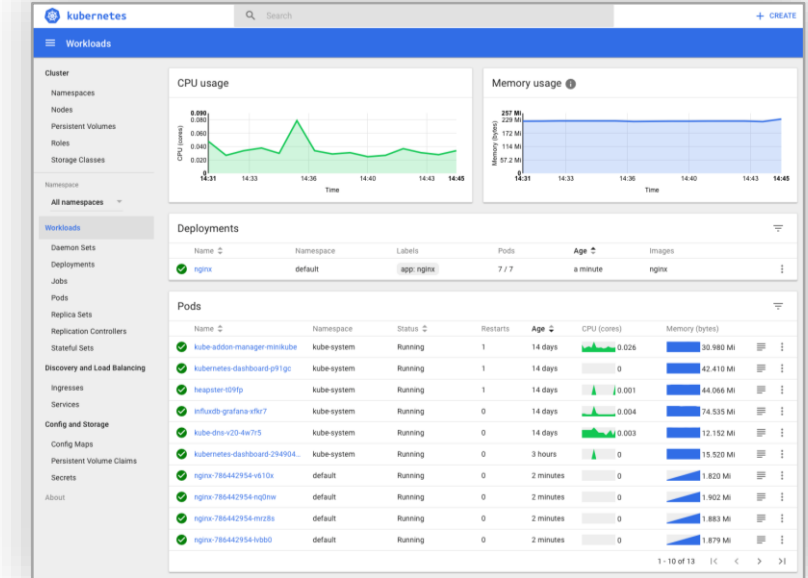 kubernetes
Search
+ CREATE
Workloads
Cluster
Namespaces
Nodes
Persistent Volumes
Roles
Storage Classes
Namespace
All namespaces
Workloads
Daemon Sets
Deployments
Jobs
Pods
Replica Sets
Replication Controllers
Stateful Sets
Discovery and Load Balancing
Ingresses
Services
Config and Storage
Config Maps
Persistent Volume Claims
Secrets
About
CPU usage
CPU (cores)
0.090
0.080
0.060
0.040
0.020
0
14:31 14:33 14:36 14:40 14:43 14:45
Time
Memory usage
Memory (bytes)
257 Mi
229 Mi
172 Mi
114 Mi
57.2 Mi
0
14:31 14:33 14:36 14:40 14:43 14:45
Time
Deployments
Name Namespace Labels Pods Age Images
nginx default app: nginx 7 / 7 a minute nginx
Pods
Name Namespace Status Restarts Age CPU (cores) Memory (bytes)
kube-addon-manager-minikube kube-system Running 1 14 days 0.026 30.980 Mi
kubernetes-dashboard-p91gc kube-system Running 1 14 days 0 42.410 Mi
heapster-t09fp kube-system Running 1 14 days 0.001 44.066 Mi
influxdb-grafana-xfkr7 kube-system Running 0 14 days 0.004 74.535 Mi
kube-dns-v20-4w7r5 kube-system Running 0 14 days 0.003 12.152 Mi
kubernetes-dashboard-294904... kube-system Running 0 3 hours 0 15.520 Mi
nginx-786442954-v610x default Running 0 2 minutes 0 1.820 Mi
nginx-786442954-nq0nw default Running 0 2 minutes 0 1.902 Mi
nginx-786442954-mrz8s default Running 0 2 minutes 0 1.883 Mi
nginx-786442954-lvbb0 default Running 0 2 minutes 0 1.879 Mi
1 - 10 of 13